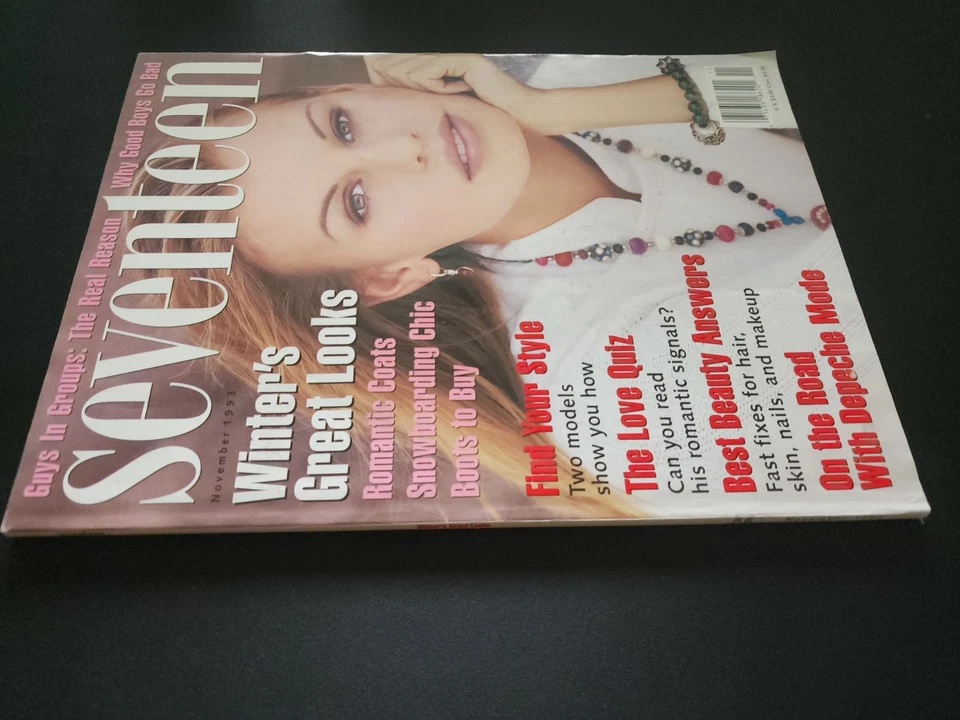 Guys In Groups: The Real Reason Why Good Boys Go Bad
seventeen
November 1993
Winter's
Great Looks
Romantic Coats
Snowboarding Chic
Boots to Buy
Find Your Style
Two models
show you how
The Love Quiz
Can you read
his romantic signals?
Best Beauty Answers
Fast fixes for hair,
skin, nails, and makeup
On the Road
With Depeche Mode